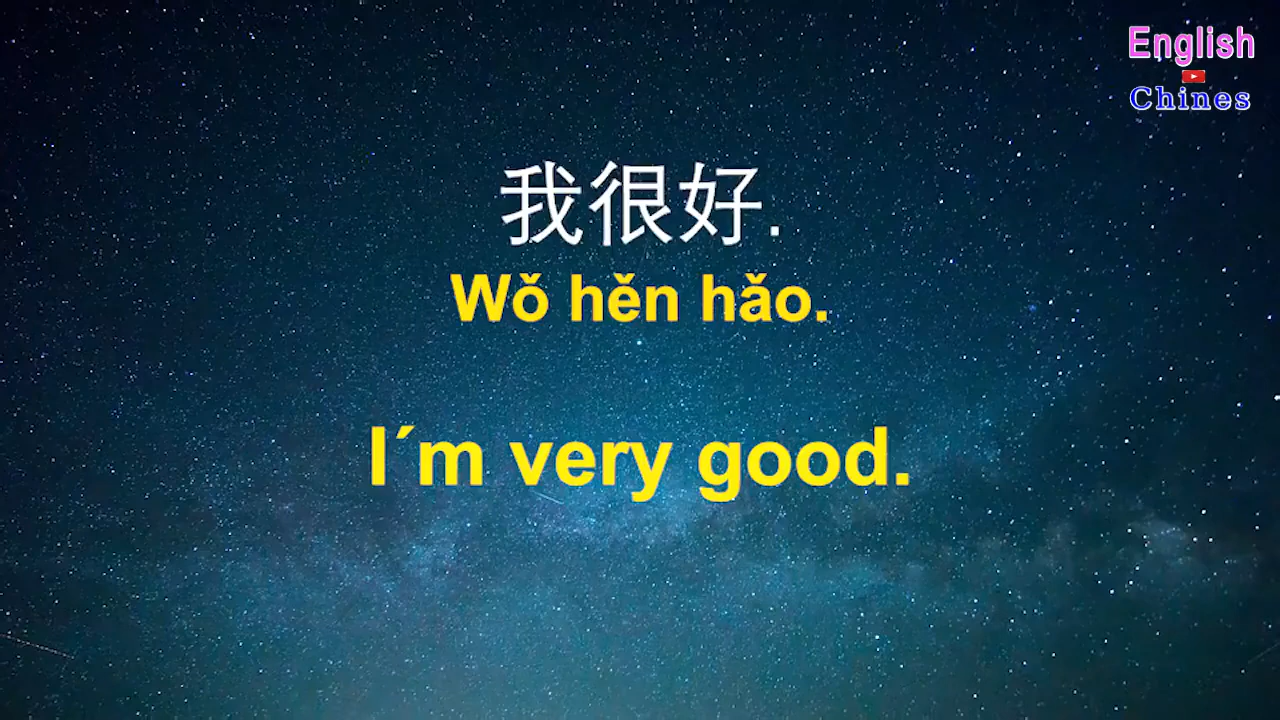 English
Chines
我很好.
Wǒ hěn hǎo.
I´m very good.